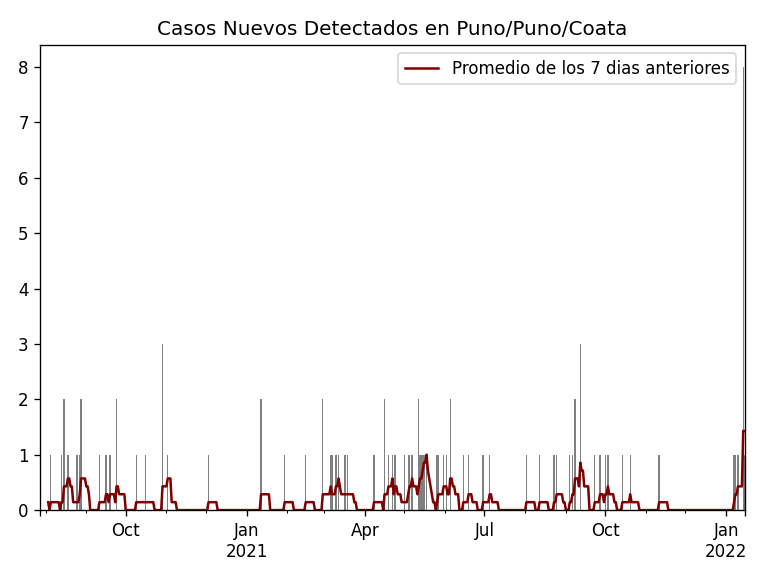 Casos Nuevos Detectados en Puno/Puno/Coata
Promedio de los 7 dias anteriores
8
7
6
5
4
3
2
1
0
Oct
Jan
2021
Apr
Jul
Oct
Jan
2022